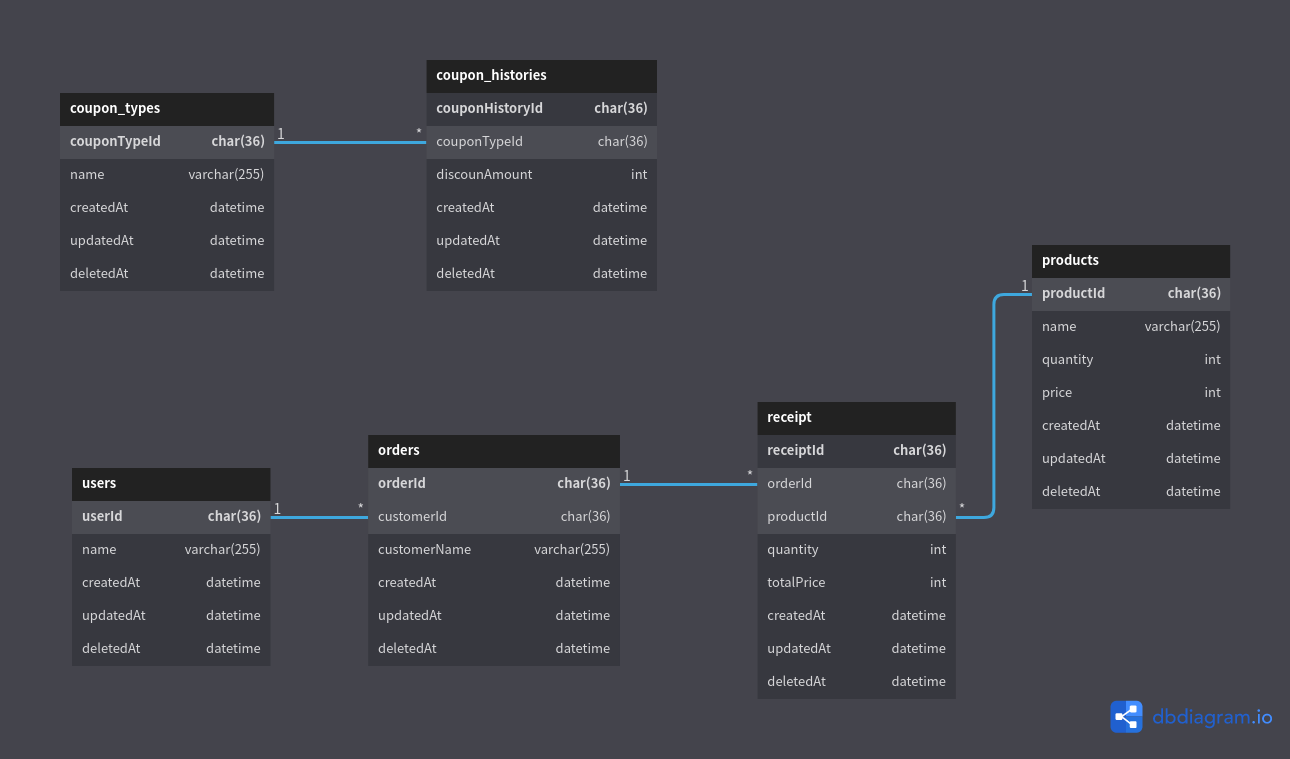 coupon_types
couponTypeId char(36)
name varchar(255)
createdAt datetime
updatedAt datetime
deletedAt datetime
1
*
coupon_histories
couponHistoryId char(36)
couponTypeId char(36)
discounAmount int
createdAt datetime
updatedAt datetime
deletedAt datetime
users
userId char(36)
name varchar(255)
createdAt datetime
updatedAt datetime
deletedAt datetime
1
*
orders
orderId char(36)
customerId char(36)
customerName varchar(255)
createdAt datetime
updatedAt datetime
deletedAt datetime
1
*
receipt
receiptId char(36)
orderId char(36)
productId char(36)
quantity int
totalPrice int
createdAt datetime
updatedAt datetime
deletedAt datetime
*
1
products
productId char(36)
name varchar(255)
quantity int
price int
createdAt datetime
updatedAt datetime
deletedAt datetime
dbdiagram.io